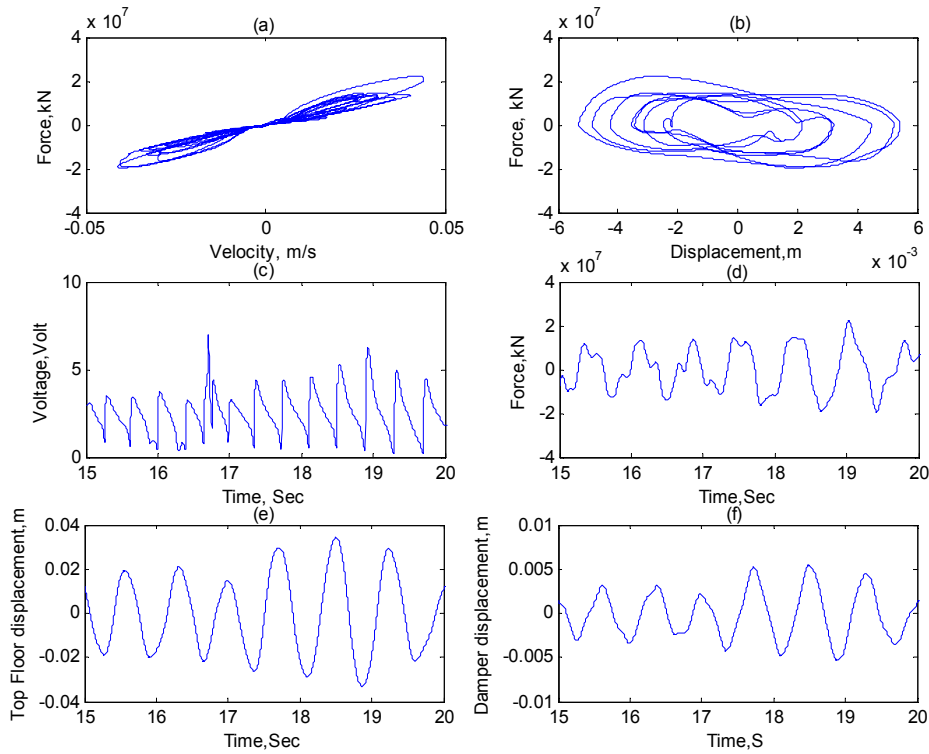 x 10^7 (a)
4
2
0
-2
-4
Force,kN
-0.05 0 0.05
Velocity, m/s
x 10^7 (b)
4
2
0
-2
-4
Force, kN
-6 -4 -2 0 2 4 6
Displacement,m
x 10^-3
(c)
10
5
0
Voltage,Volt
15 16 17 18 19 20
Time, Sec
x 10^7 (d)
4
2
0
-2
-4
Force,kN
15 16 17 18 19 20
Time,Sec
(e)
0.04
0.02
0
-0.02
-0.04
Top Floor displacement,m
15 16 17 18 19 20
Time,Sec
(f)
0.01
0.005
0
-0.005
-0.01
Damper displacement,m
15 16 17 18 19 20
Time,S